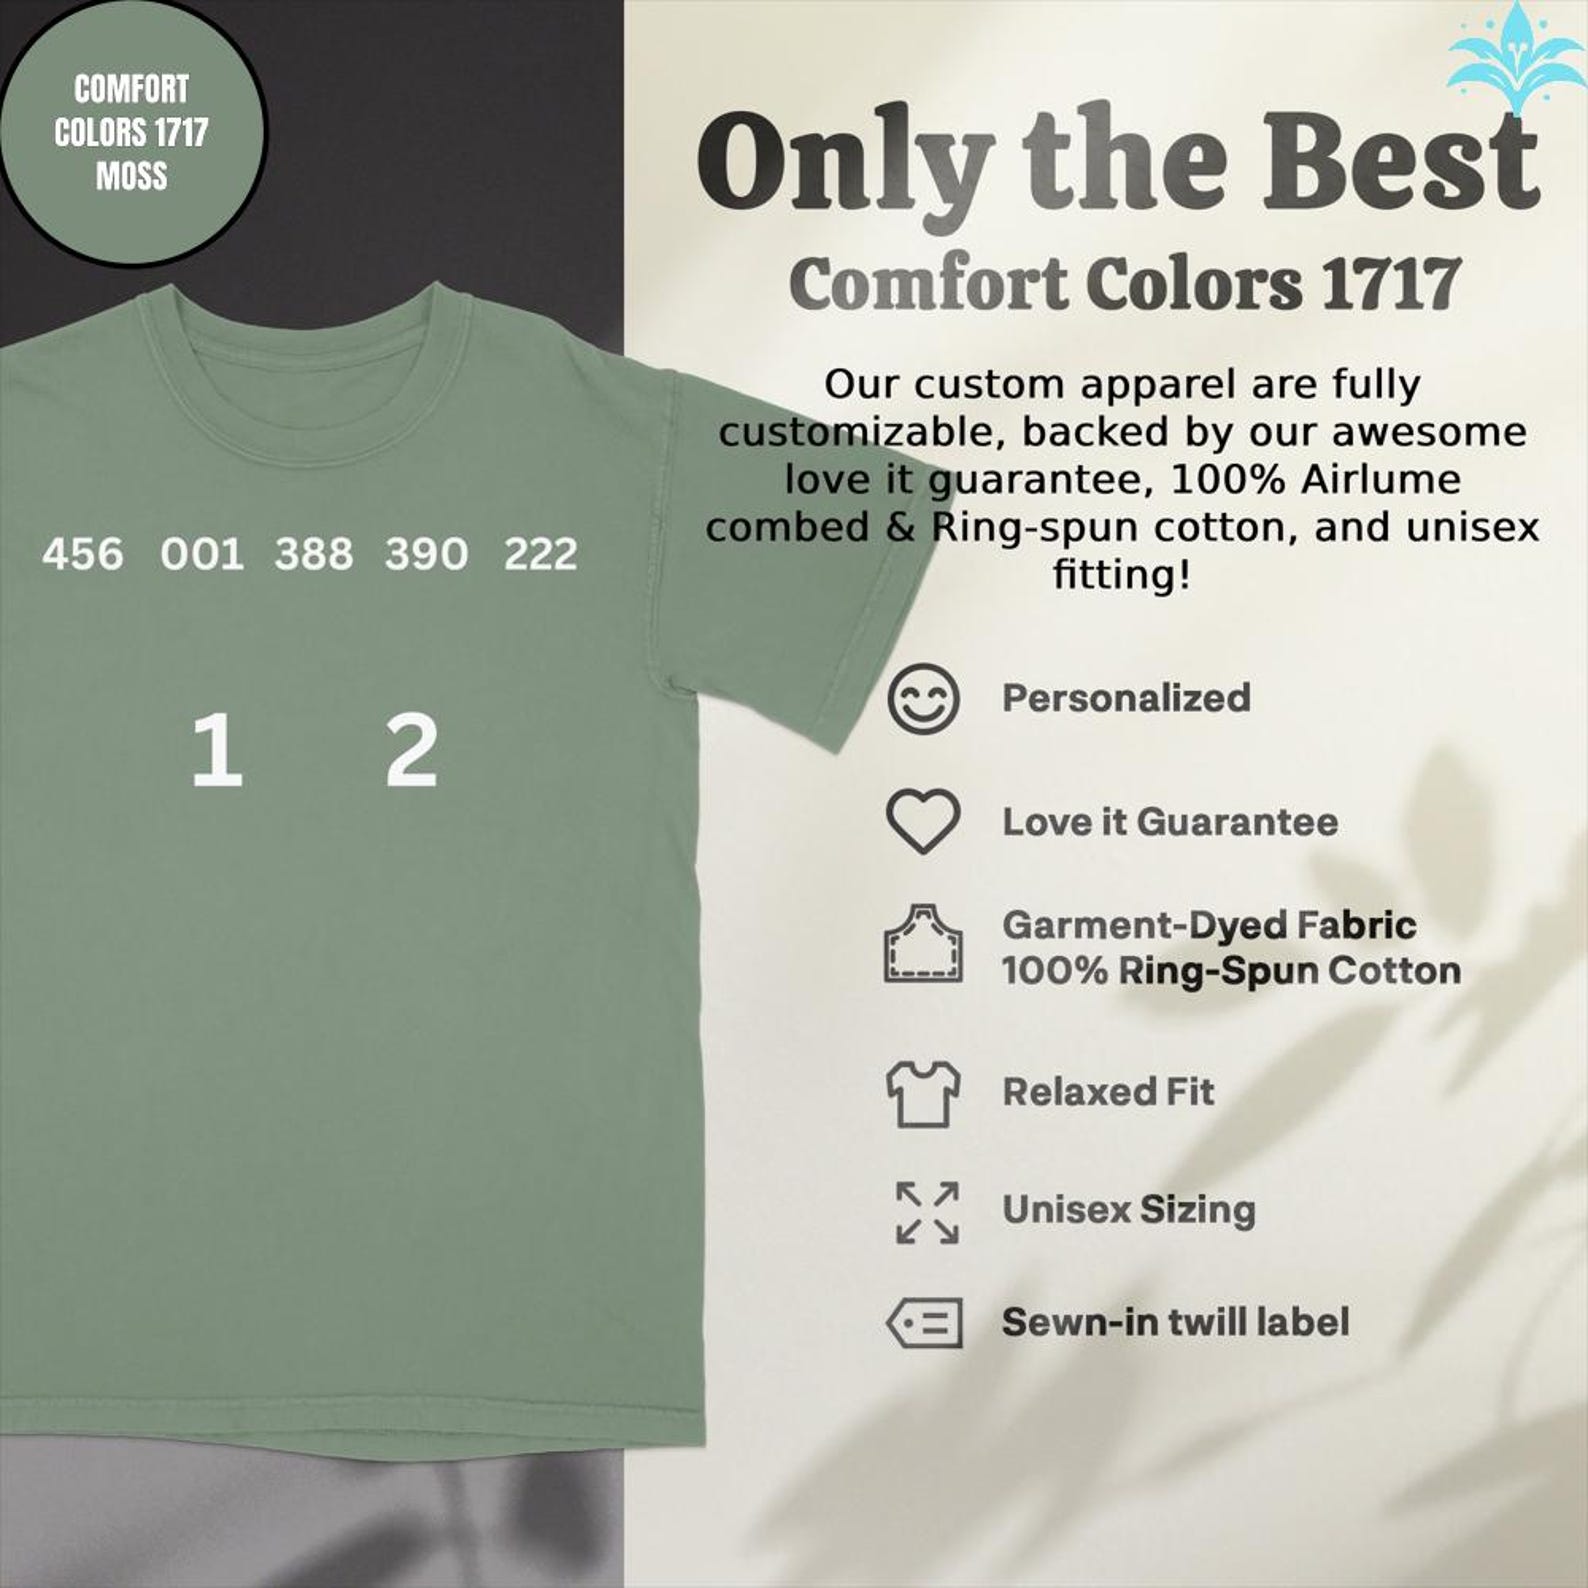 COMFORT
COLORS 1717
MOSS
Only the Best
Comfort Colors 1717
Our custom apparel are fully
customizable, backed by our awesome
love it guarantee, 100% Airlume
combed & Ring-spun cotton, and unisex
fitting!
456 001 388 390 222
1 2
Personalized
Love it Guarantee
Garment-Dyed Fabric
100% Ring-Spun Cotton
Relaxed Fit
Unisex Sizing
Sewn-in twill label